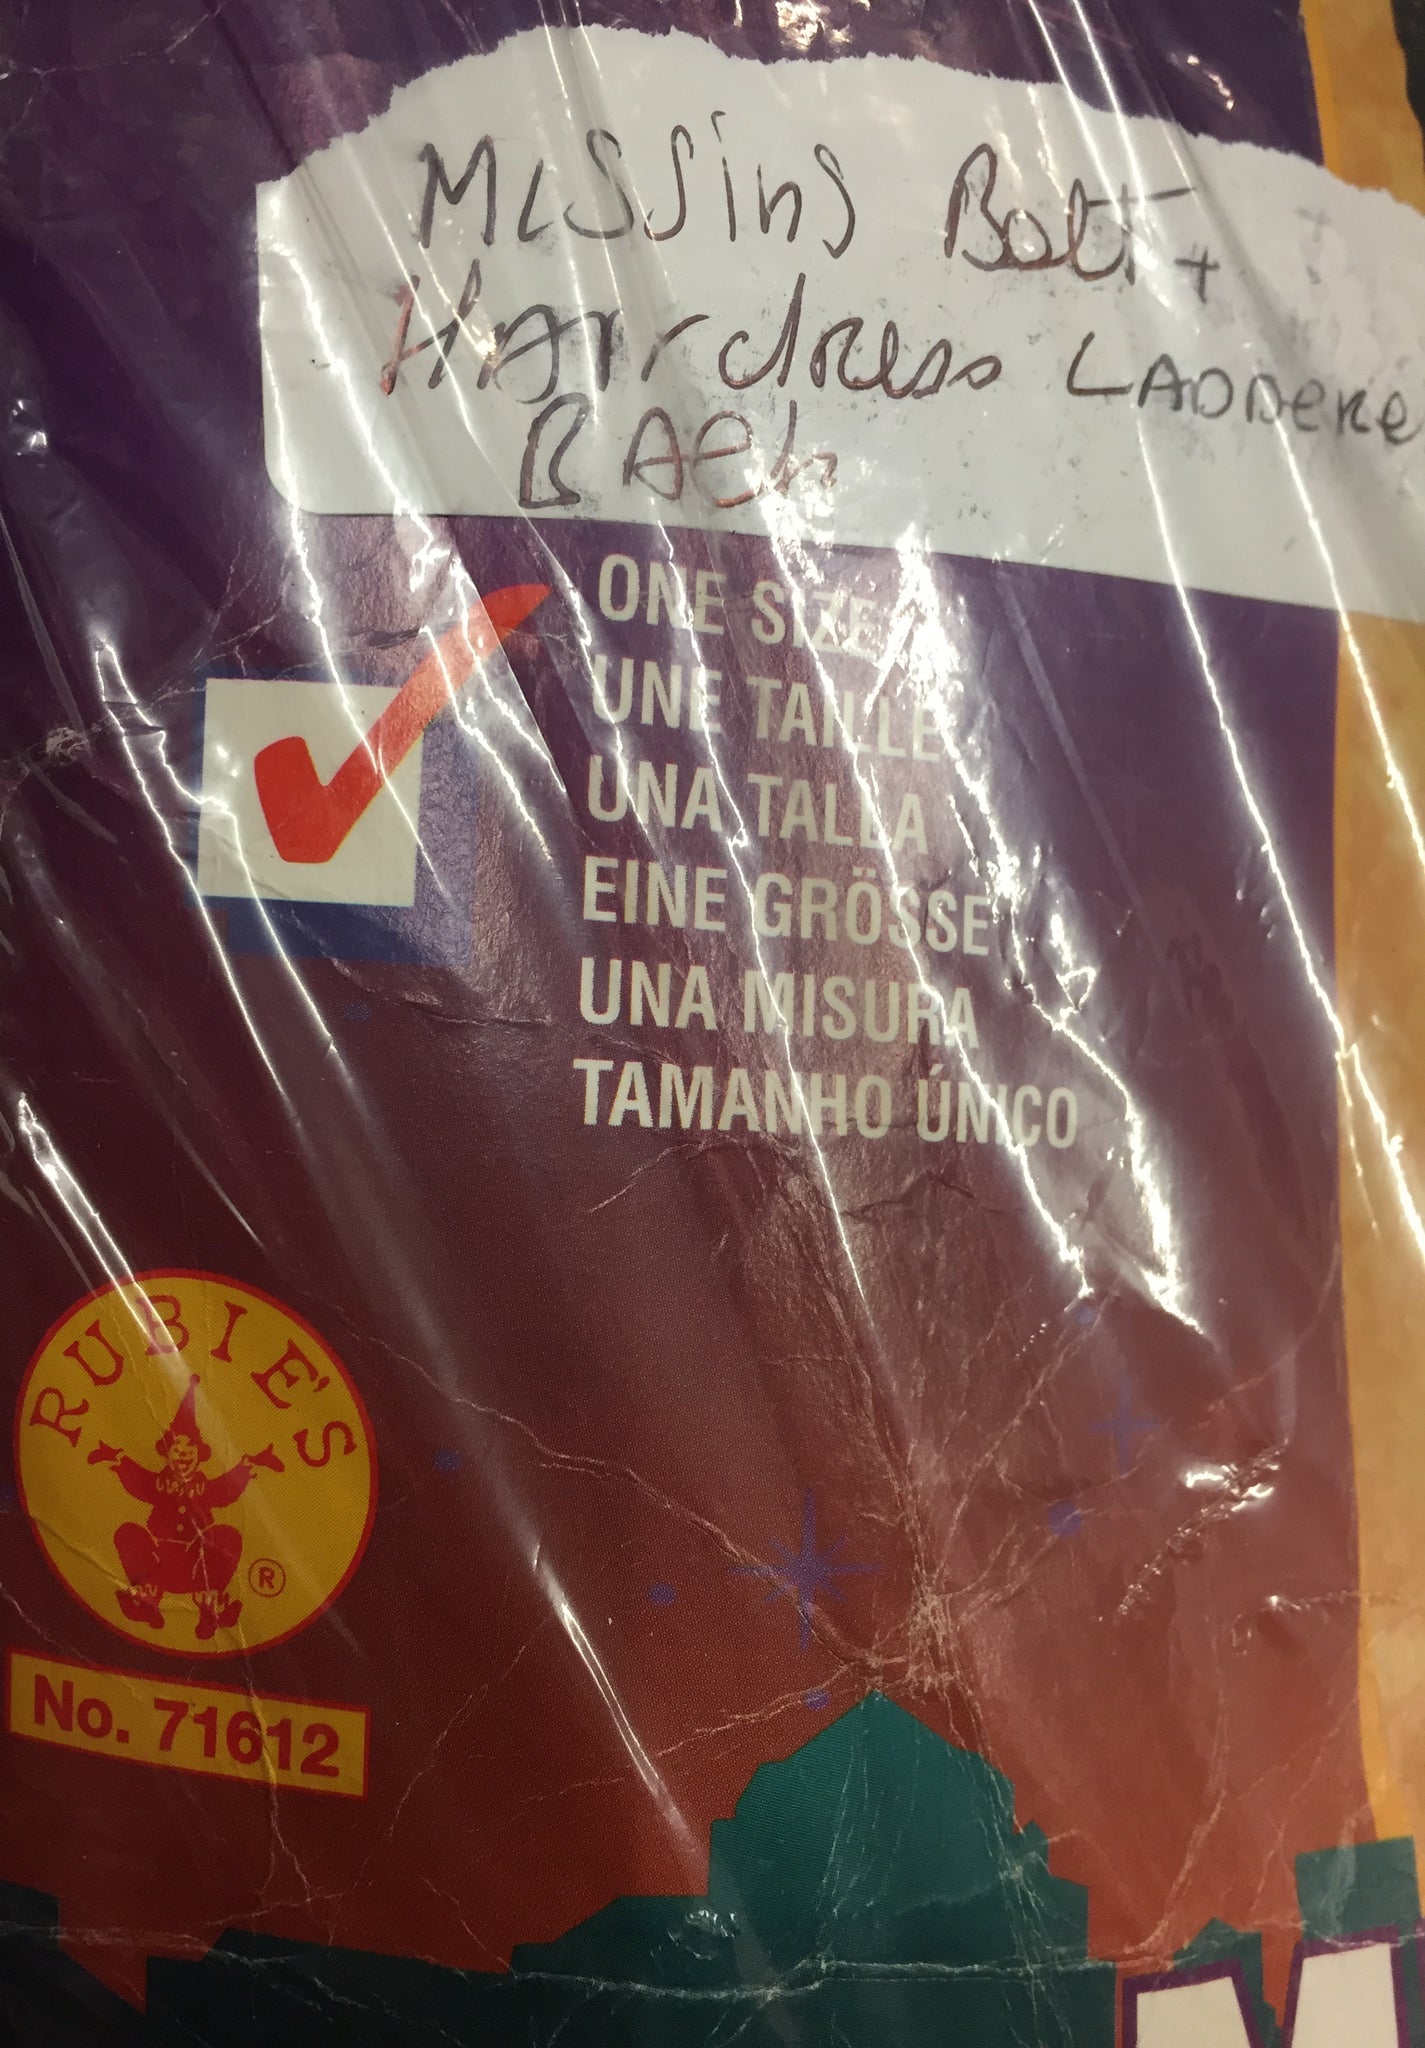 Missing Belt +
HAirdress LADDERE
BAck
ONE SIZE
UNE TAILLE
UNA TALLA
EINE GRÖSSE
UNA MISURA
TAMANHO ÚNICO
RUBIE'S
®
No. 71612